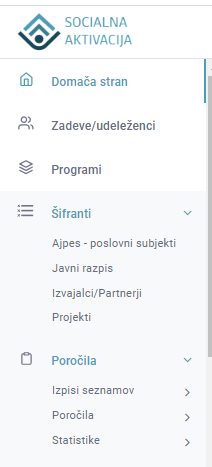 SOCIALNA
AKTIVACIJA
Domača stran
Zadeve/udeleženci
Programi
Šifranti
Ajpes - poslovni subjekti
Javni razpis
Izvajalci/Partnerji
Projekti
Poročila
Izpisi seznamov
Poročila
Statistike